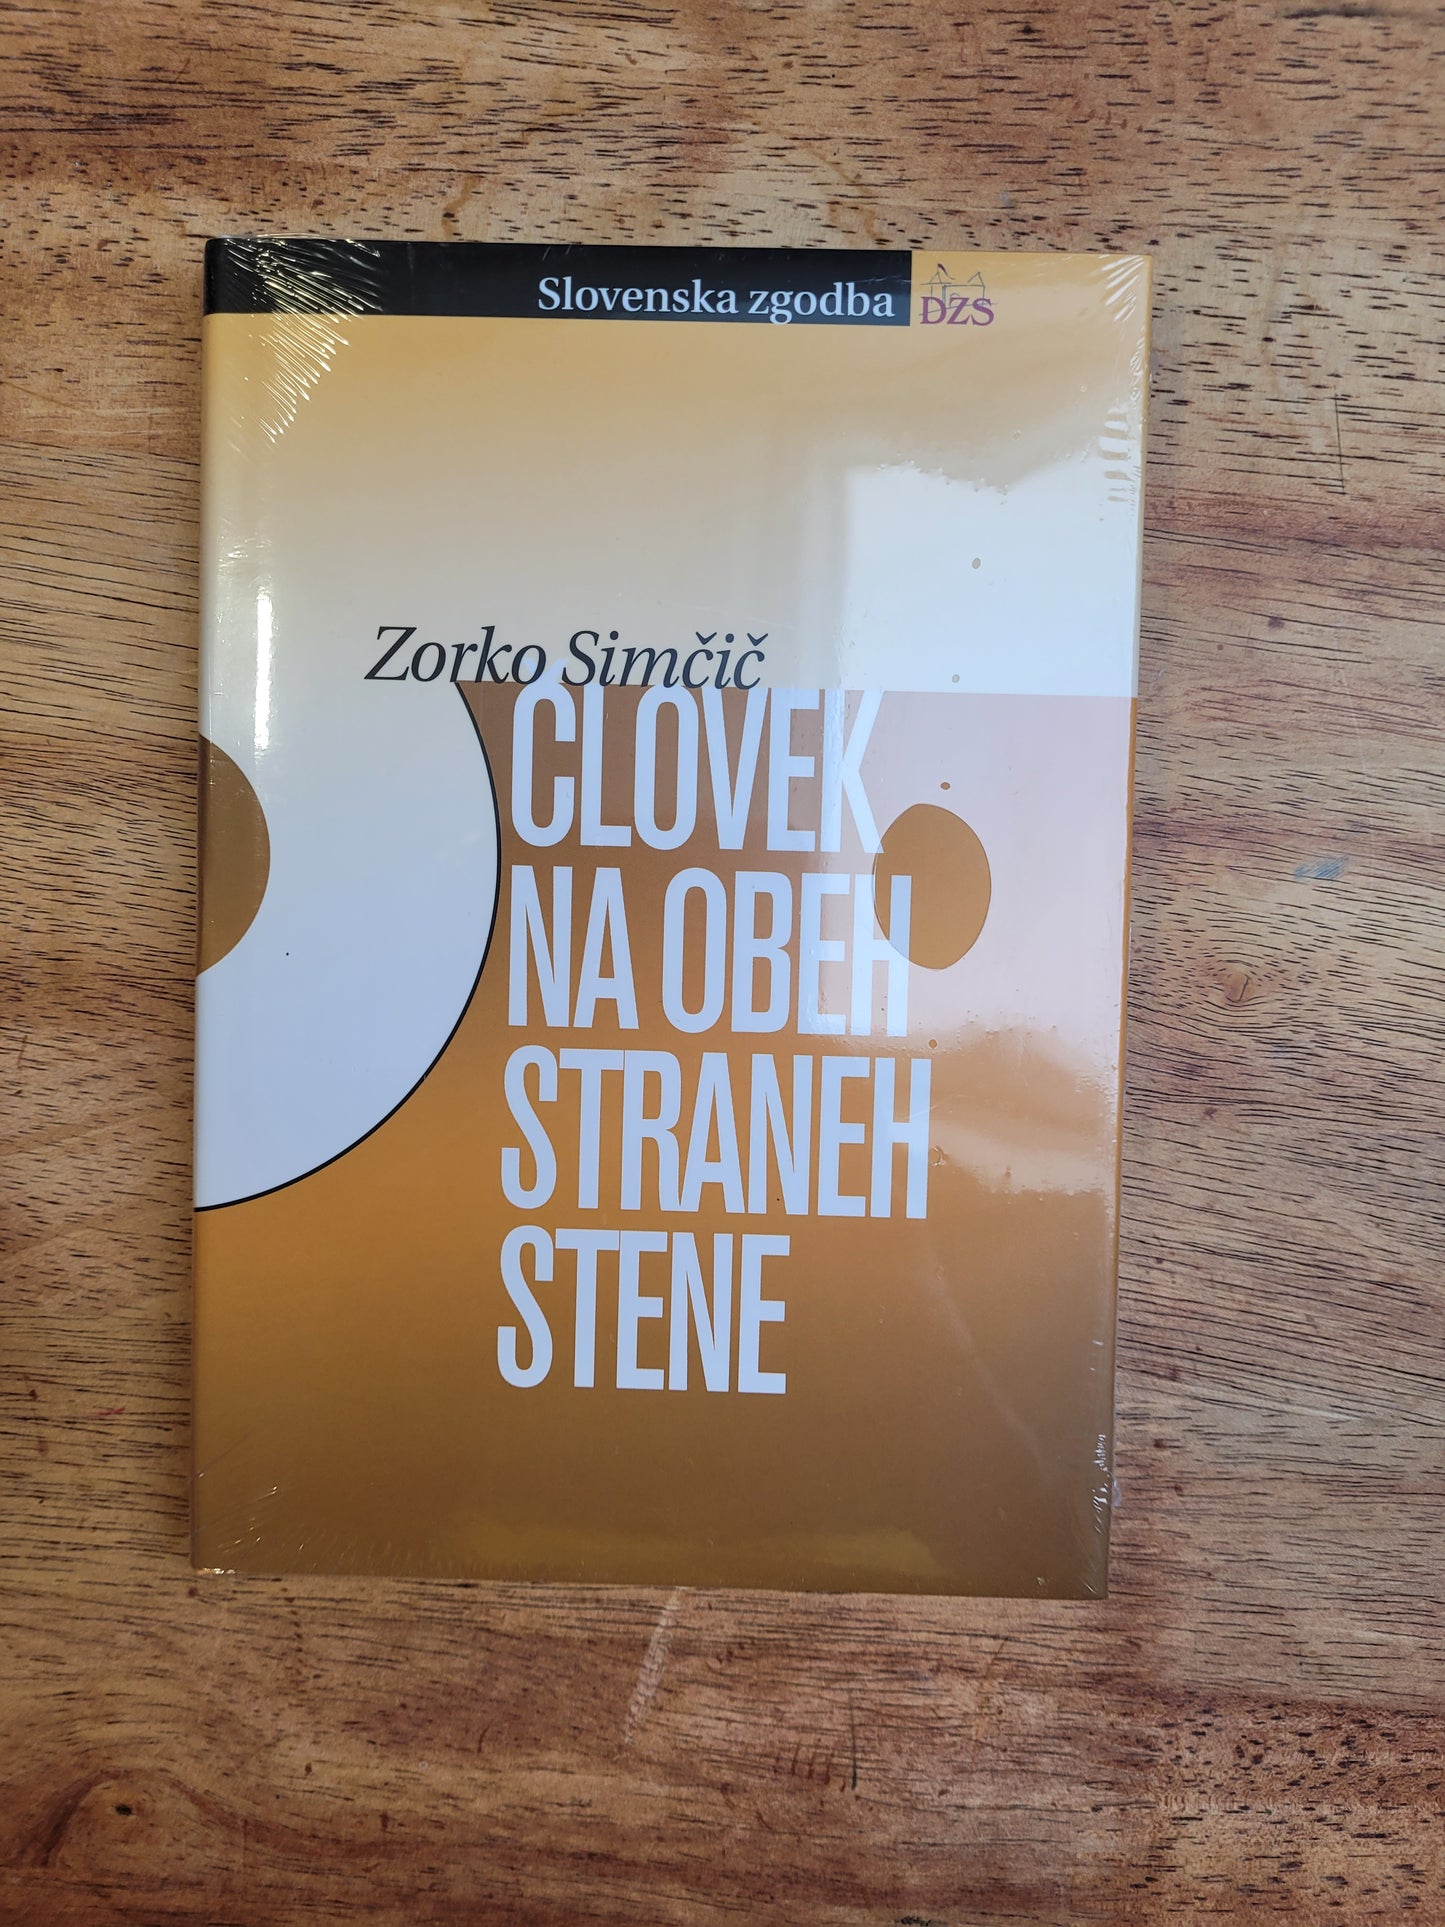 Slovenska zgodba
DZS
Zorko Simčič
ČLOVEK
NA OBEH
STRANEH
STENE